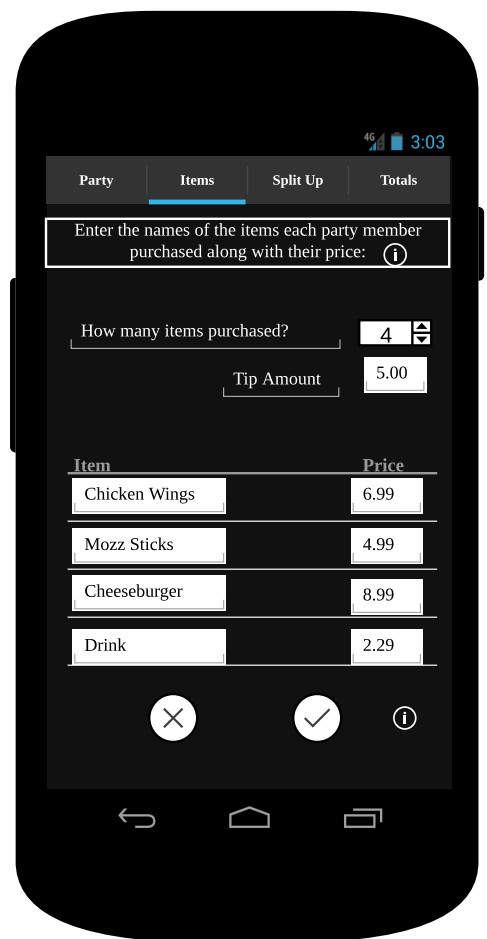 4G 3:03
Party Items Split Up Totals
Enter the names of the items each party member
purchased along with their price:
How many items purchased? 4
Tip Amount 5.00
Item Price
Chicken Wings 6.99
Mozz Sticks 4.99
Cheeseburger 8.99
Drink 2.29